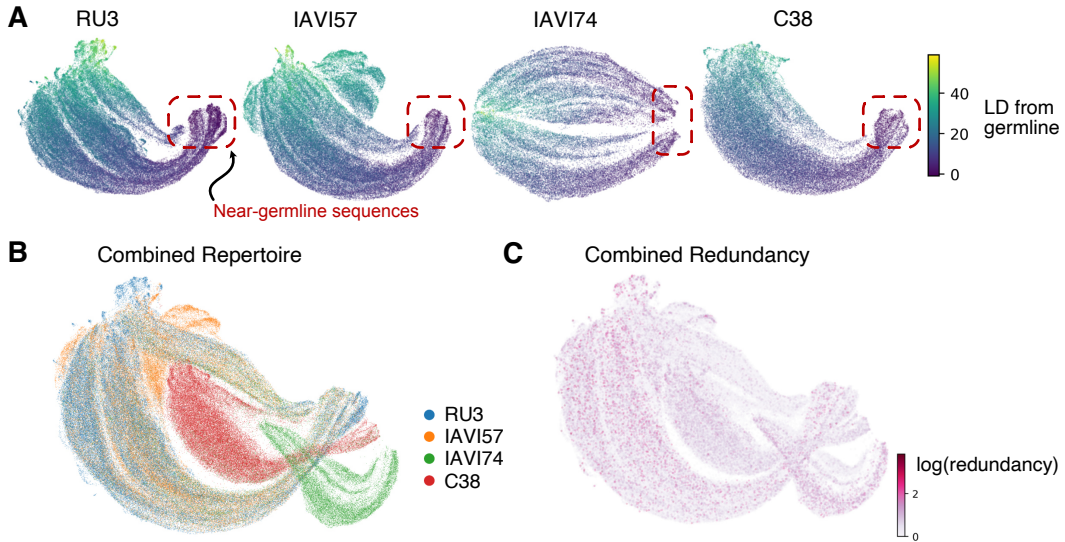 A
RU3
IAVI57
IAVI74
C38
40
20
0
LD from
germline
Near-germline sequences
B
Combined Repertoire
RU3
IAVI57
IAVI74
C38
C
Combined Redundancy
log(redundancy)
2
0